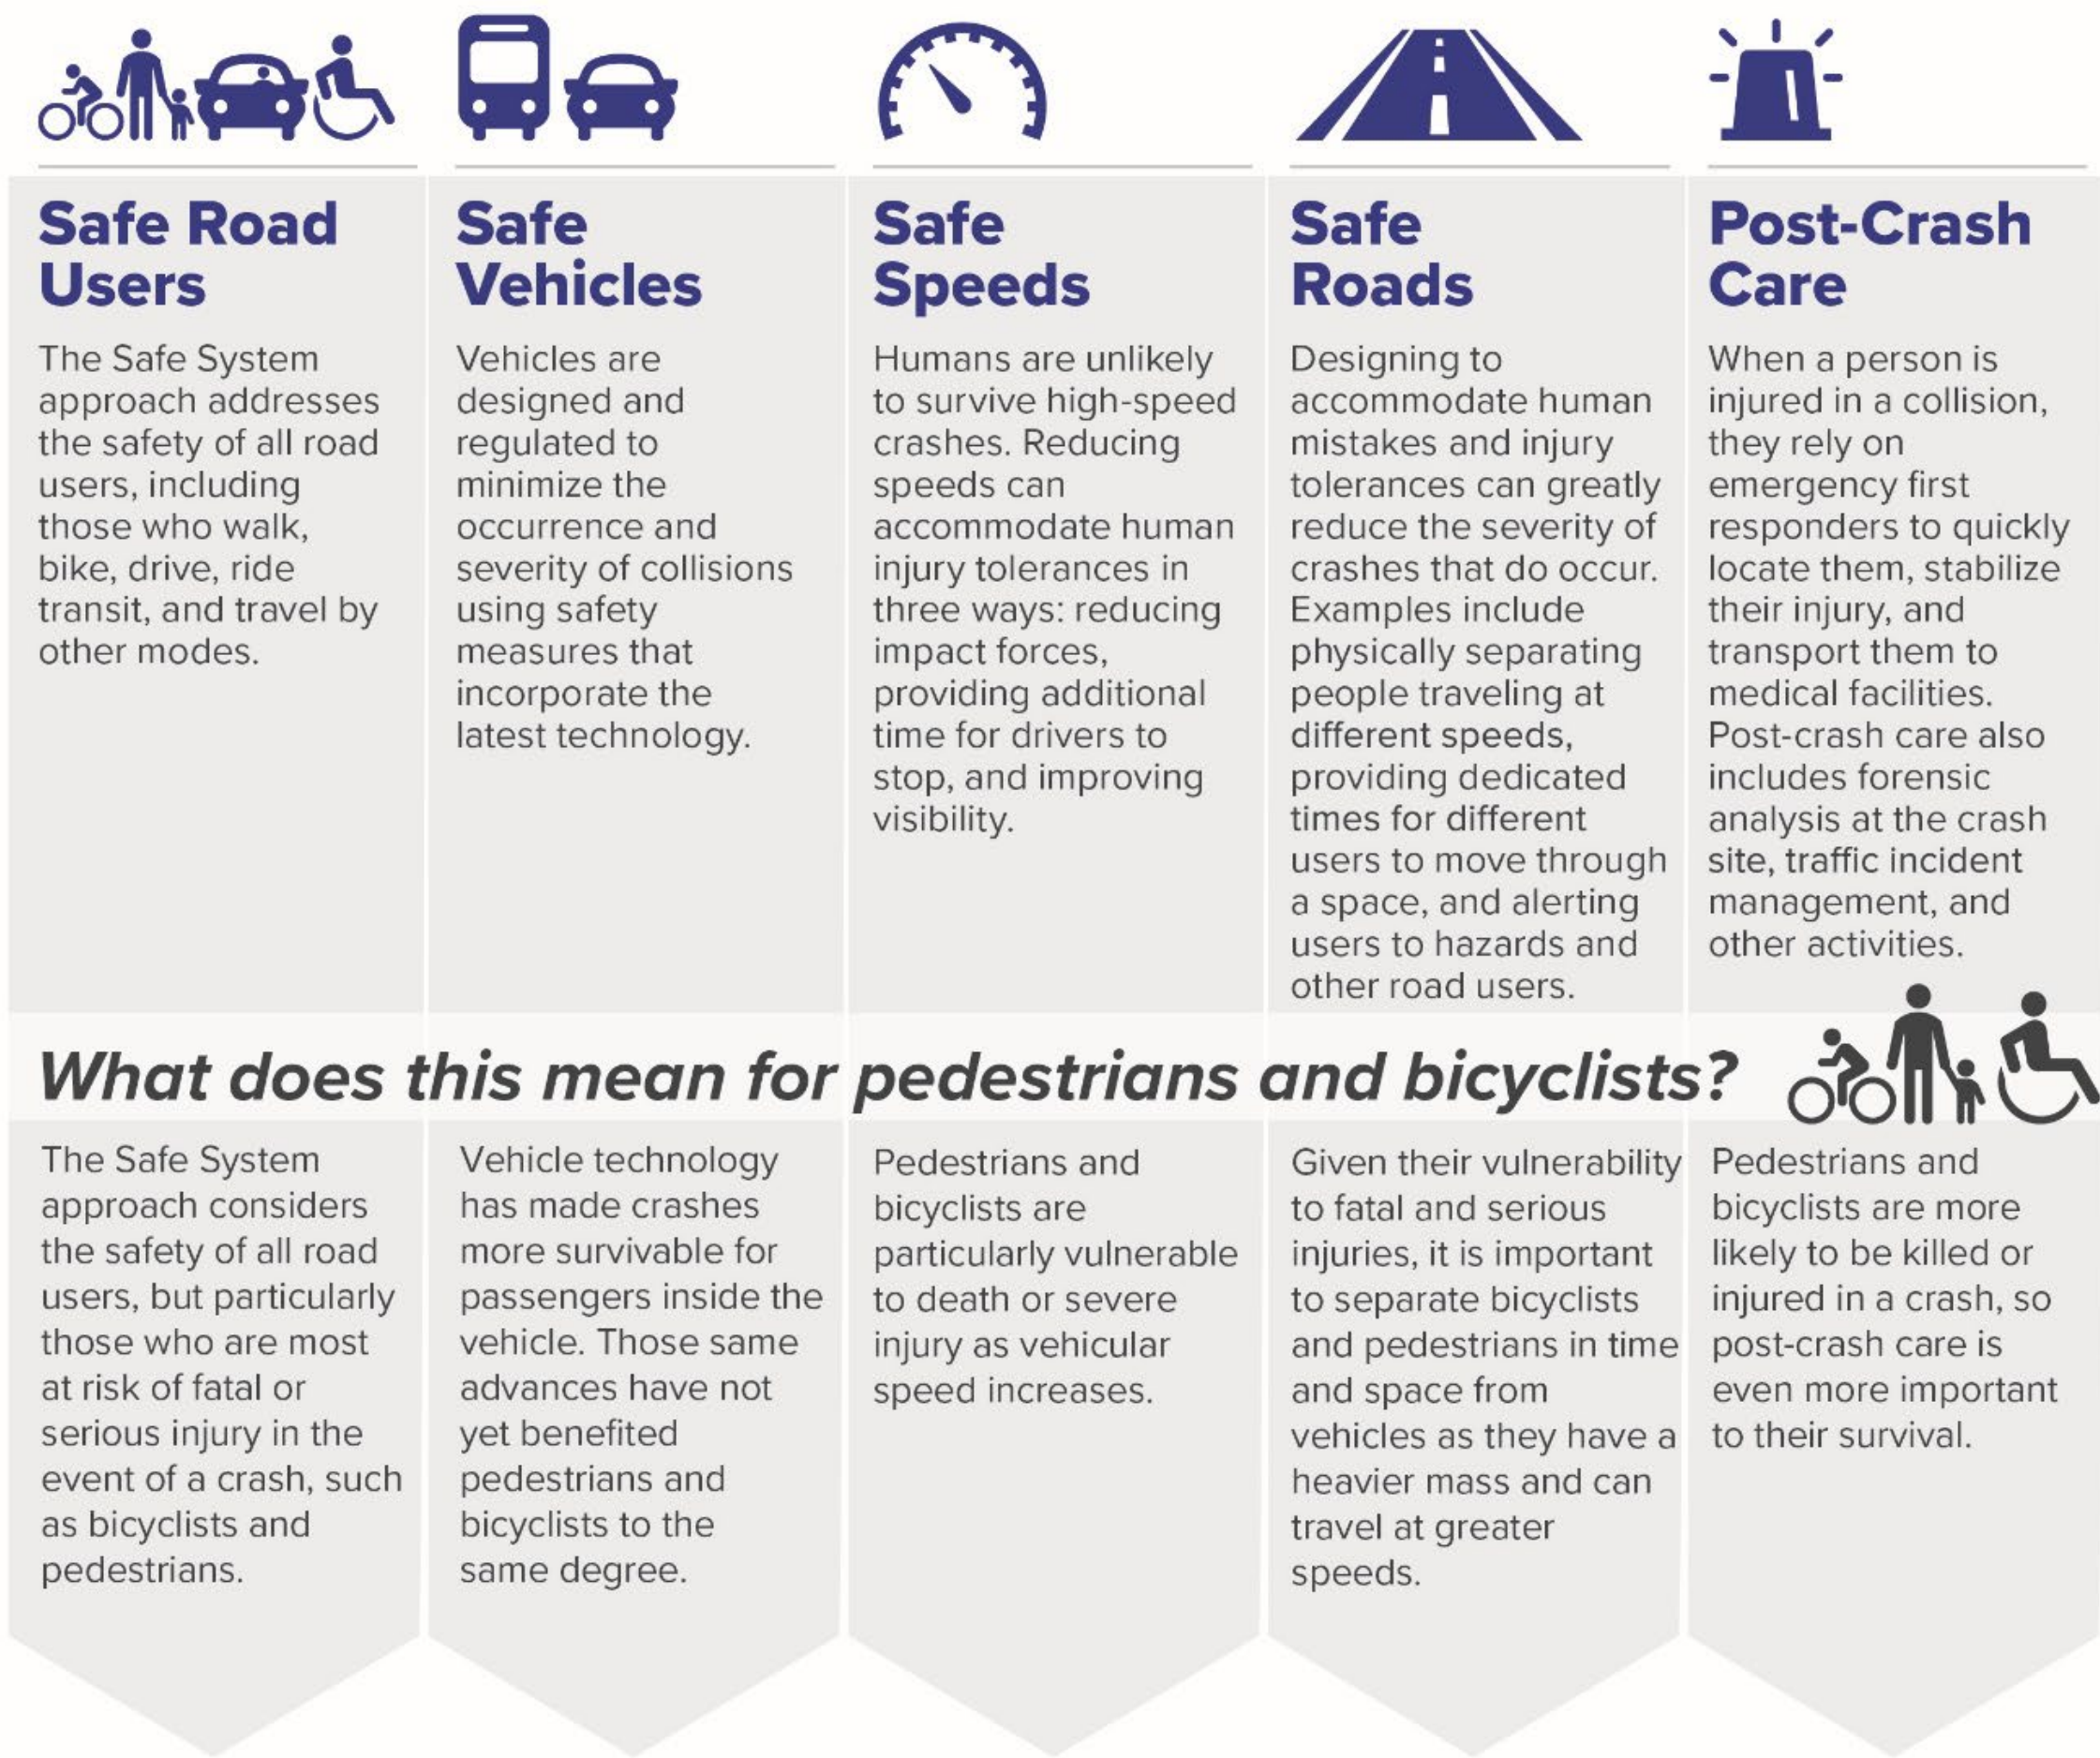 Safe Road
Users
The Safe System
approach addresses
the safety of all road
users, including
those who walk,
bike, drive, ride
transit, and travel by
other modes.
Safe
Vehicles
Vehicles are
designed and
regulated to
minimize the
occurrence and
severity of collisions
using safety
measures that
incorporate the
latest technology.
Safe
Speeds
Humans are unlikely
to survive high-speed
crashes. Reducing
speeds can
accommodate human
injury tolerances in
three ways: reducing
impact forces,
providing additional
time for drivers to
stop, and improving
visibility.
Safe
Roads
Designing to
accommodate human
mistakes and injury
tolerances can greatly
reduce the severity of
crashes that do occur.
Examples include
physically separating
people traveling at
different speeds,
providing dedicated
times for different
users to move through
a space, and alerting
users to hazards and
other road users.
Post-Crash
Care
When a person is
injured in a collision,
they rely on
emergency first
responders to quickly
locate them, stabilize
their injury, and
transport them to
medical facilities.
Post-crash care also
includes forensic
analysis at the crash
site, traffic incident
management, and
other activities.
What does this mean for pedestrians and bicyclists?
The Safe System
approach considers
the safety of all road
users, but particularly
those who are most
at risk of fatal or
serious injury in the
event of a crash, such
as bicyclists and
pedestrians.
Vehicle technology
has made crashes
more survivable for
passengers inside the
vehicle. Those same
advances have not
yet benefited
pedestrians and
bicyclists to the
same degree.
Pedestrians and
bicyclists are
particularly vulnerable
to death or severe
injury as vehicular
speed increases.
Given their vulnerability
to fatal and serious
injuries, it is important
to separate bicyclists
and pedestrians in time
and space from
vehicles as they have a
heavier mass and can
travel at greater
speeds.
Pedestrians and
bicyclists are more
likely to be killed or
injured in a crash, so
post-crash care is
even more important
to their survival.